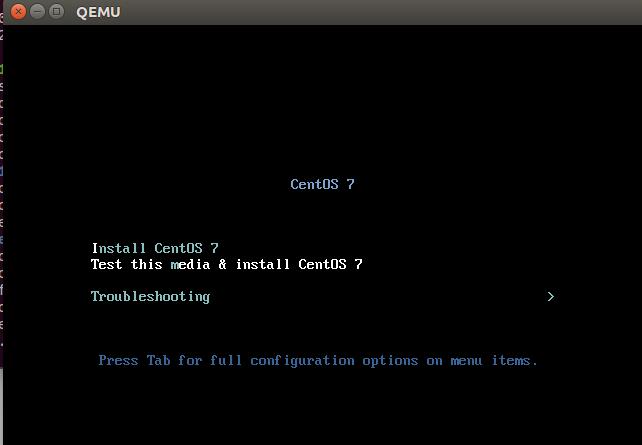 QEMU
CentOS 7
Install CentOS 7
Test this media & install CentOS 7
Troubleshooting >
Press Tab for full configuration options on menu items.